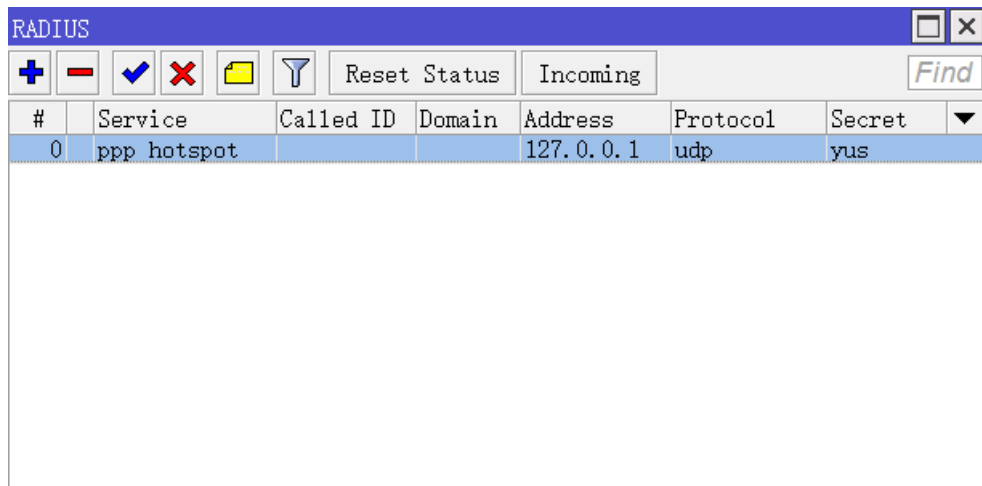 RADIUS
Reset Status Incoming Find
# Service Called ID Domain Address Protocol Secret
0 ppp hotspot 127.0.0.1 udp yus